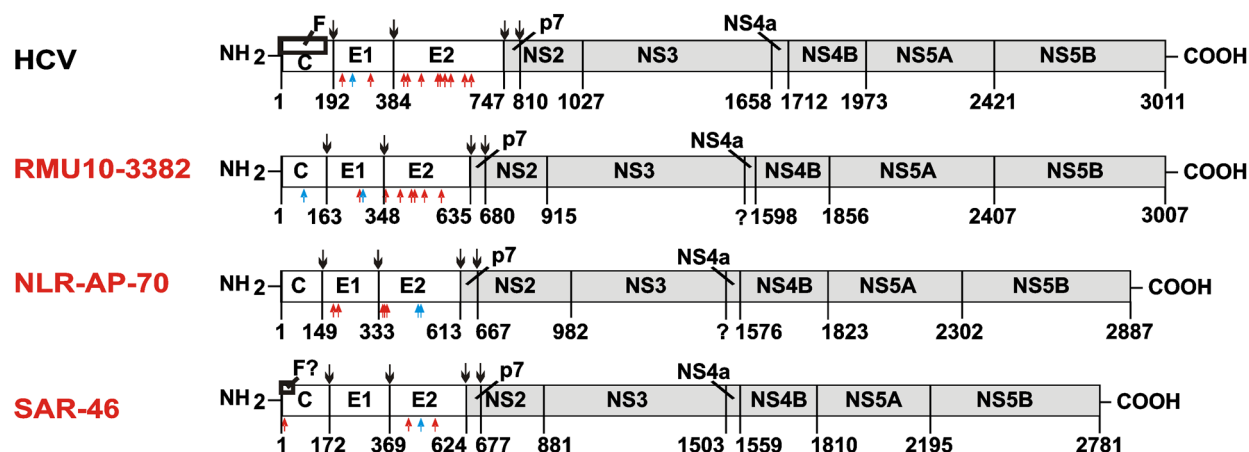 F p7 NS4a
HCV NH2 C E1 E2 NS2 NS3 NS4B NS5A NS5B COOH
1 192 384 747 810 1027 1658 1712 1973 2421 3011
p7 NS4a
RMU10-3382 NH2 C E1 E2 NS2 NS3 NS4B NS5A NS5B COOH
1 163 348 635 680 915 ? 1598 1856 2407 3007
p7 NS4a
NLR-AP-70 NH2 C E1 E2 NS2 NS3 NS4B NS5A NS5B COOH
1 149 333 613 667 982 ? 1576 1823 2302 2887
F? p7 NS4a
SAR-46 NH2 C E1 E2 NS2 NS3 NS4B NS5A NS5B COOH
1 172 369 624 677 881 1503 1559 1810 2195 2781